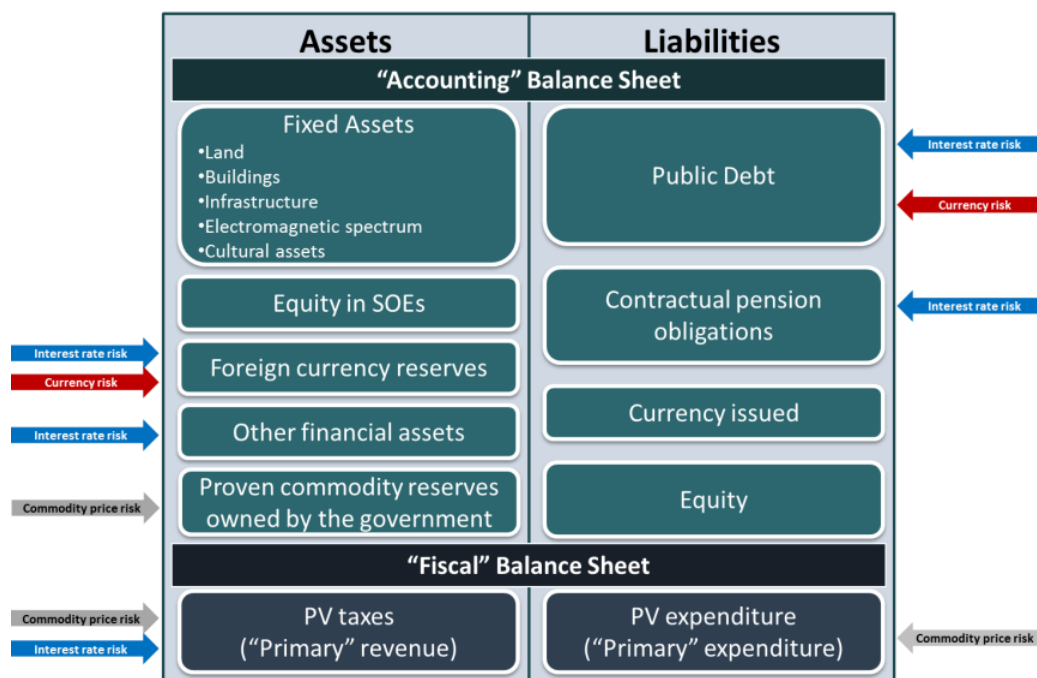 Assets
Liabilities
“Accounting” Balance Sheet
Fixed Assets
•Land
•Buildings
•Infrastructure
•Electromagnetic spectrum
•Cultural assets
Public Debt
Interest rate risk
Currency risk
Equity in SOEs
Contractual pension
obligations
Interest rate risk
Interest rate risk
Currency risk
Foreign currency reserves
Interest rate risk
Other financial assets
Currency issued
Commodity price risk
Proven commodity reserves
owned by the government
Equity
“Fiscal” Balance Sheet
Commodity price risk
Interest rate risk
PV taxes
(“Primary” revenue)
PV expenditure
(“Primary” expenditure)
Commodity price risk